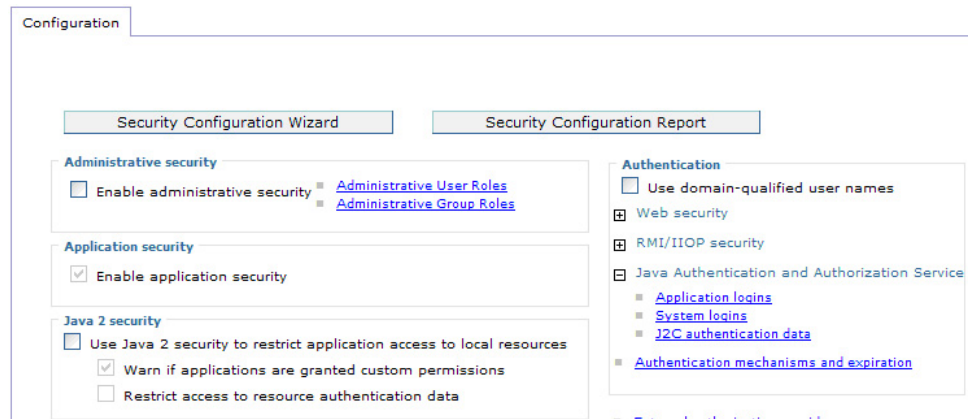 Configuration
Security Configuration Wizard
Security Configuration Report
Administrative security
Enable administrative security
Administrative User Roles
Administrative Group Roles
Application security
Enable application security
Java 2 security
Use Java 2 security to restrict application access to local resources
Warn if applications are granted custom permissions
Restrict access to resource authentication data
Authentication
Use domain-qualified user names
Web security
RMI/IIOP security
Java Authentication and Authorization Service
Application logins
System logins
J2C authentication data
Authentication mechanisms and expiration